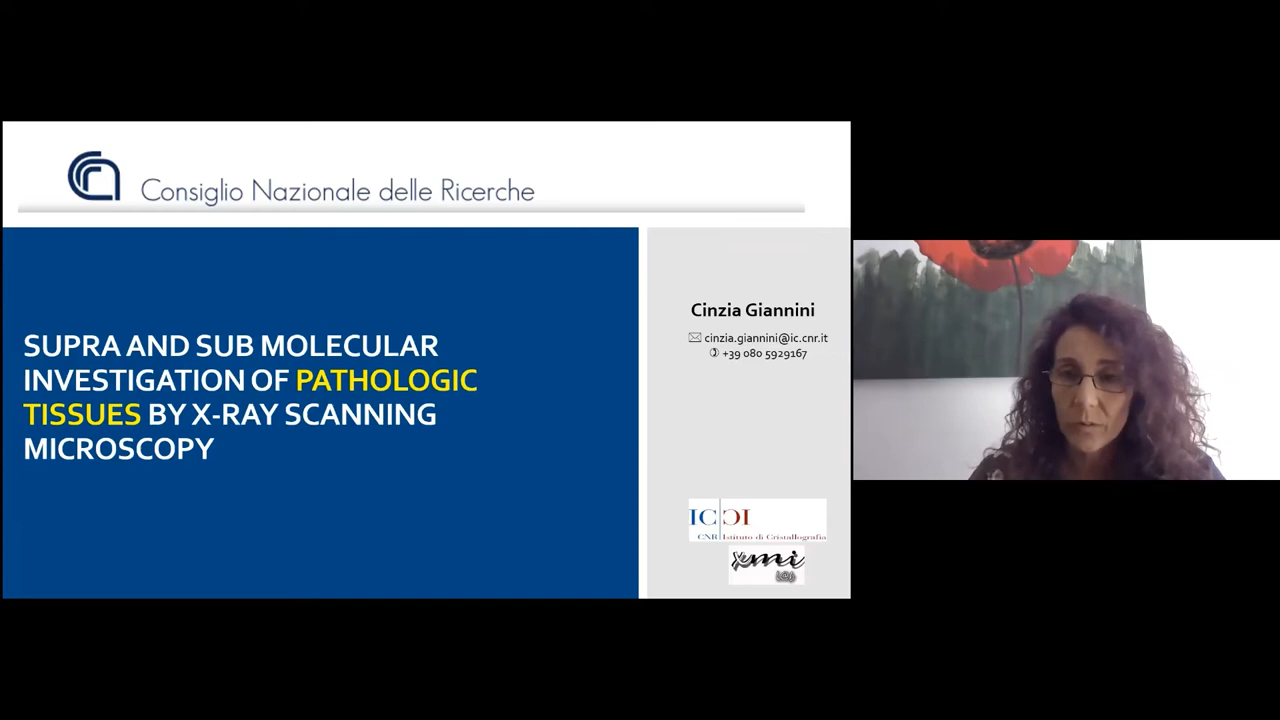 Consiglio Nazionale delle Ricerche
SUPRA AND SUB MOLECULAR
INVESTIGATION OF PATHOLOGIC
TISSUES BY X-RAY SCANNING
MICROSCOPY
Cinzia Giannini
cinzia.giannini@ic.cnr.it
+39 080 5929167
IC
CNR Istituto di Cristallografia
xmi
L@b